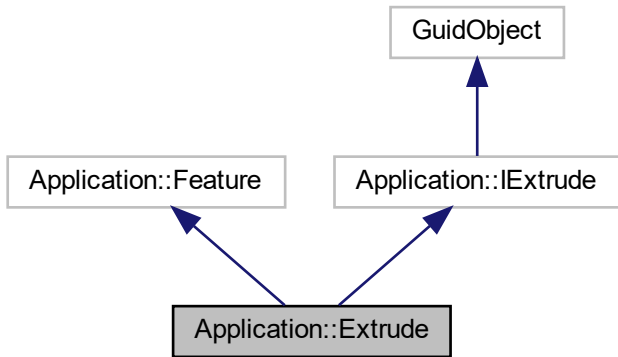 GuidObject
Application::Feature
Application::IExtrude
Application::Extrude